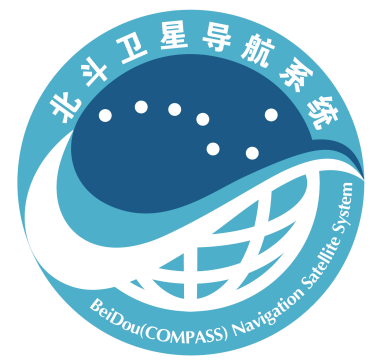 北斗卫星导航系统
BeiDou(COMPASS) Navigation Satellite System